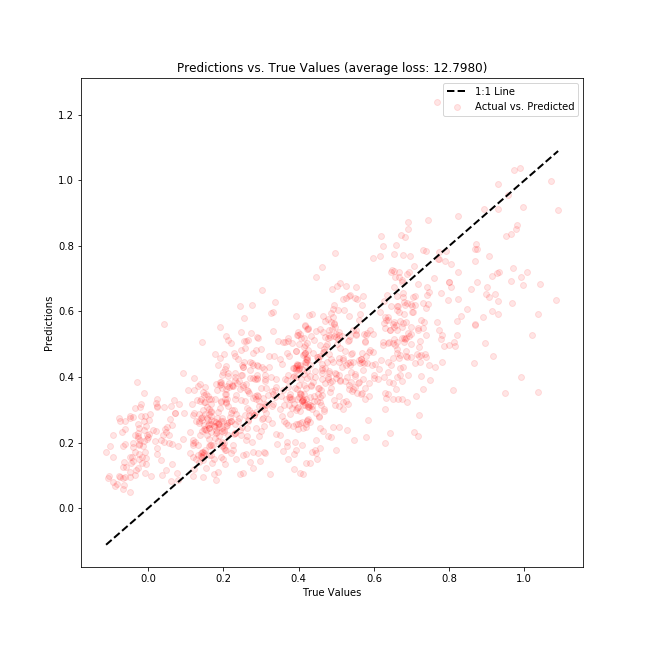 Predictions vs. True Values (average loss: 12.7980)
1:1 Line
Actual vs. Predicted
1.2
1.0
0.8
0.6
0.4
0.2
0.0
Predictions
0.0 0.2 0.4 0.6 0.8 1.0
True Values